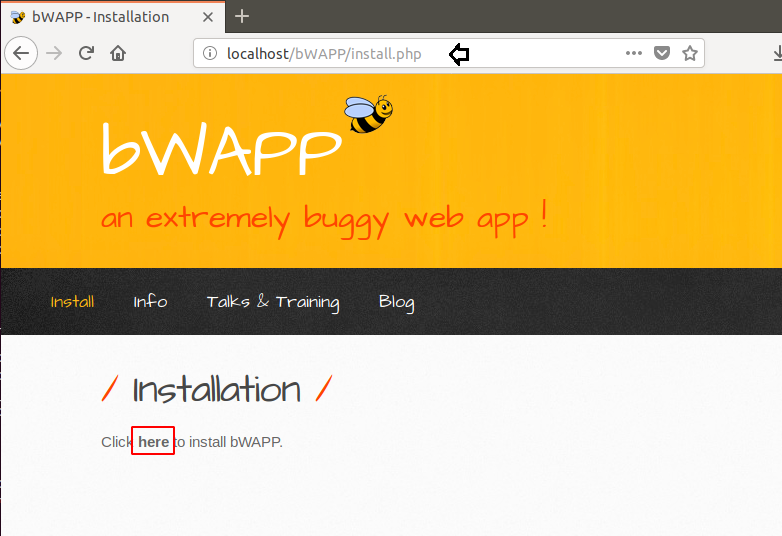 bWAPP - Installation
localhost/bWAPP/install.php
bWAPP
an extremely buggy web app !
Install Info Talks & Training Blog
/ Installation /
Click here to install bWAPP.